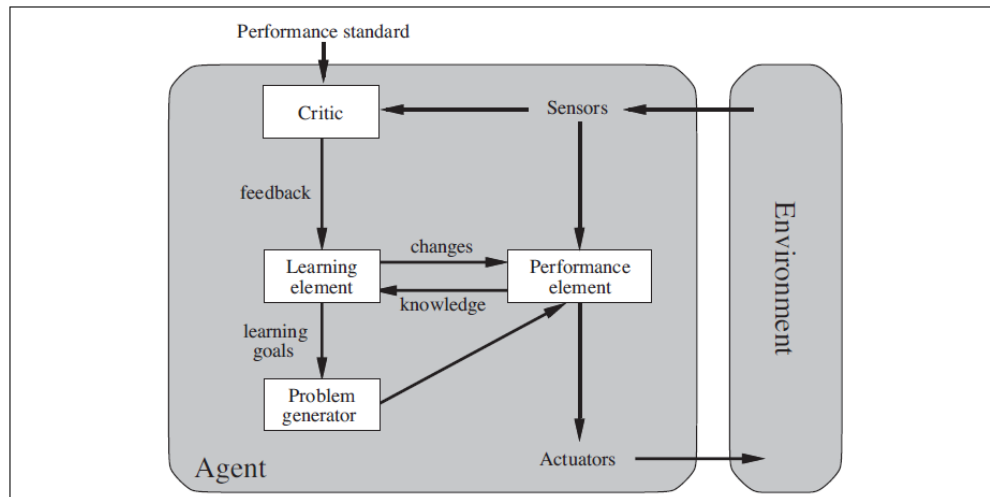 Performance standard
Critic
Sensors
feedback
changes
Learning
element
Performance
element
knowledge
learning
goals
Problem
generator
Agent
Actuators
Environment